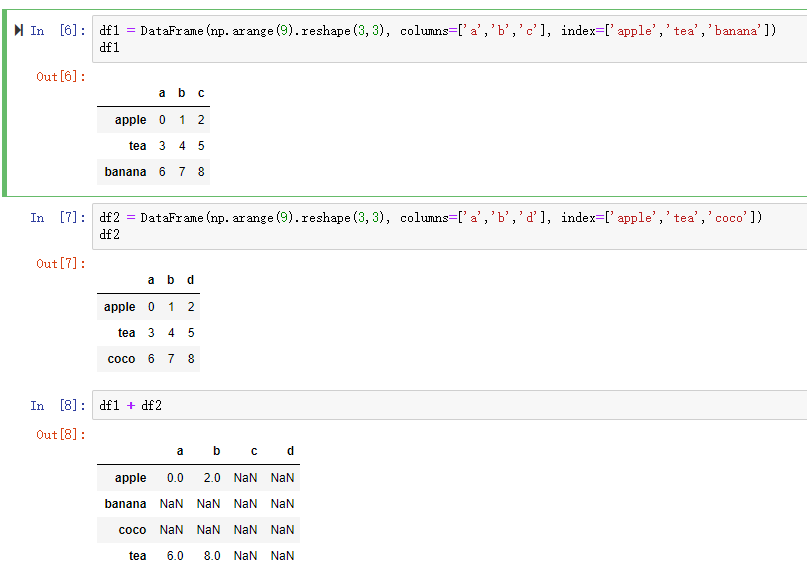 In [6]: df1 = DataFrame(np.arange(9).reshape(3,3), columns=['a','b','c'], index=['apple','tea','banana'])
df1
Out[6]:
a b c
apple 0 1 2
tea 3 4 5
banana 6 7 8
In [7]: df2 = DataFrame(np.arange(9).reshape(3,3), columns=['a','b','d'], index=['apple','tea','coco'])
df2
Out[7]:
a b d
apple 0 1 2
tea 3 4 5
coco 6 7 8
In [8]: df1 + df2
Out[8]:
a b c d
apple 0.0 2.0 NaN NaN
banana NaN NaN NaN NaN
coco NaN NaN NaN NaN
tea 6.0 8.0 NaN NaN